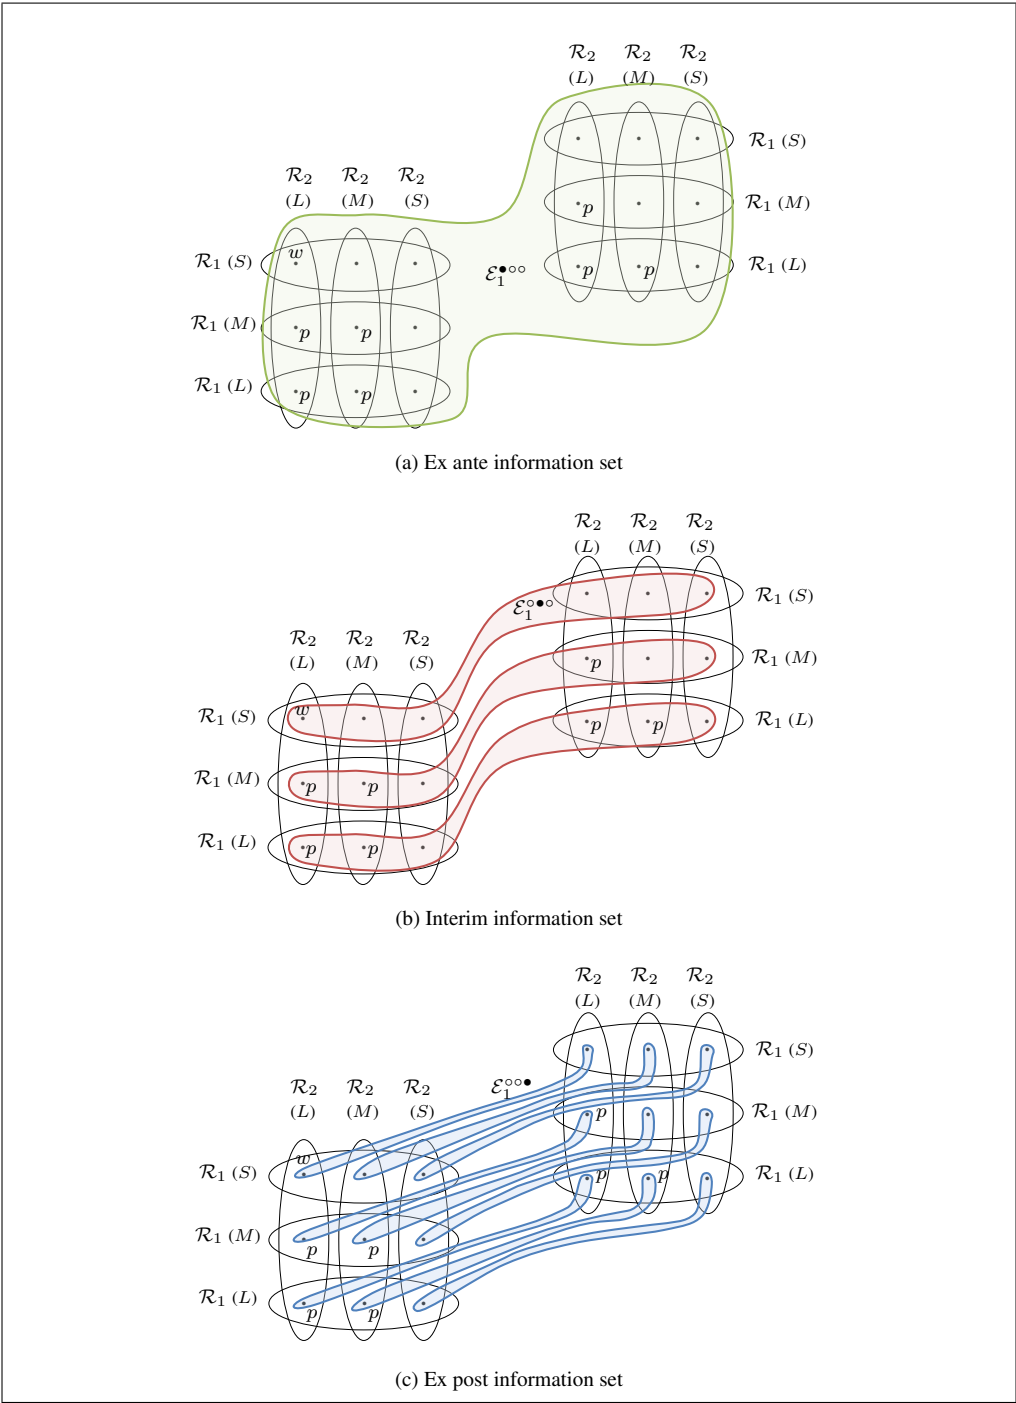 ℛ₂ ℛ₂ ℛ₂
(L) (M) (S)
ℛ₁ (S)
ℛ₂ ℛ₂ ℛ₂
(L) (M) (S)
ℛ₁ (M)
p
w
ℛ₁ (S)
ℰ₁●○○
p p
ℛ₁ (L)
ℛ₁ (M)
p p
ℛ₁ (L)
p p
(a) Ex ante information set
ℛ₂ ℛ₂ ℛ₂
(L) (M) (S)
ℰ₁○●○
ℛ₁ (S)
ℛ₂ ℛ₂ ℛ₂
(L) (M) (S)
p
ℛ₁ (M)
ℛ₁ (S)
w
p p
ℛ₁ (L)
ℛ₁ (M)
p p
ℛ₁ (L)
p p
(b) Interim information set
ℛ₂ ℛ₂ ℛ₂
(L) (M) (S)
ℛ₁ (S)
ℛ₂ ℛ₂ ℛ₂
(L) (M) (S)
ℰ₁○○●
p
ℛ₁ (M)
w
ℛ₁ (S)
p p
ℛ₁ (L)
ℛ₁ (M)
p p
ℛ₁ (L)
p p
(c) Ex post information set